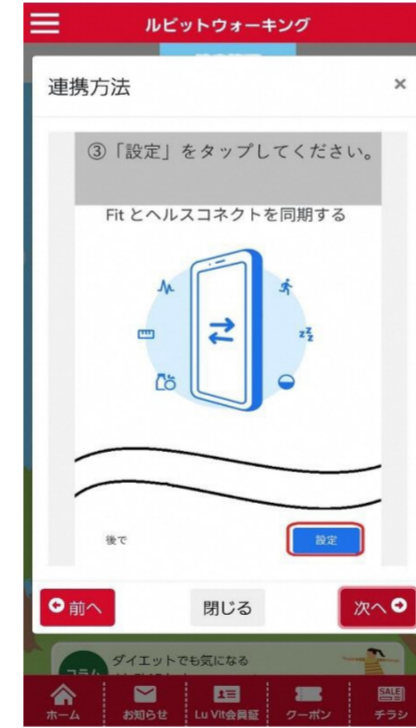 ルビットウォーキング
連携方法
×
③「設定」をタップしてください。
Fit とヘルスコネクトを同期する
zzz
後で
設定
前へ
閉じる
次へ
ダイエットでも気になる
コラム
ホーム
お知らせ
Lu Vit会員証
クーポン
SALE
チラシ